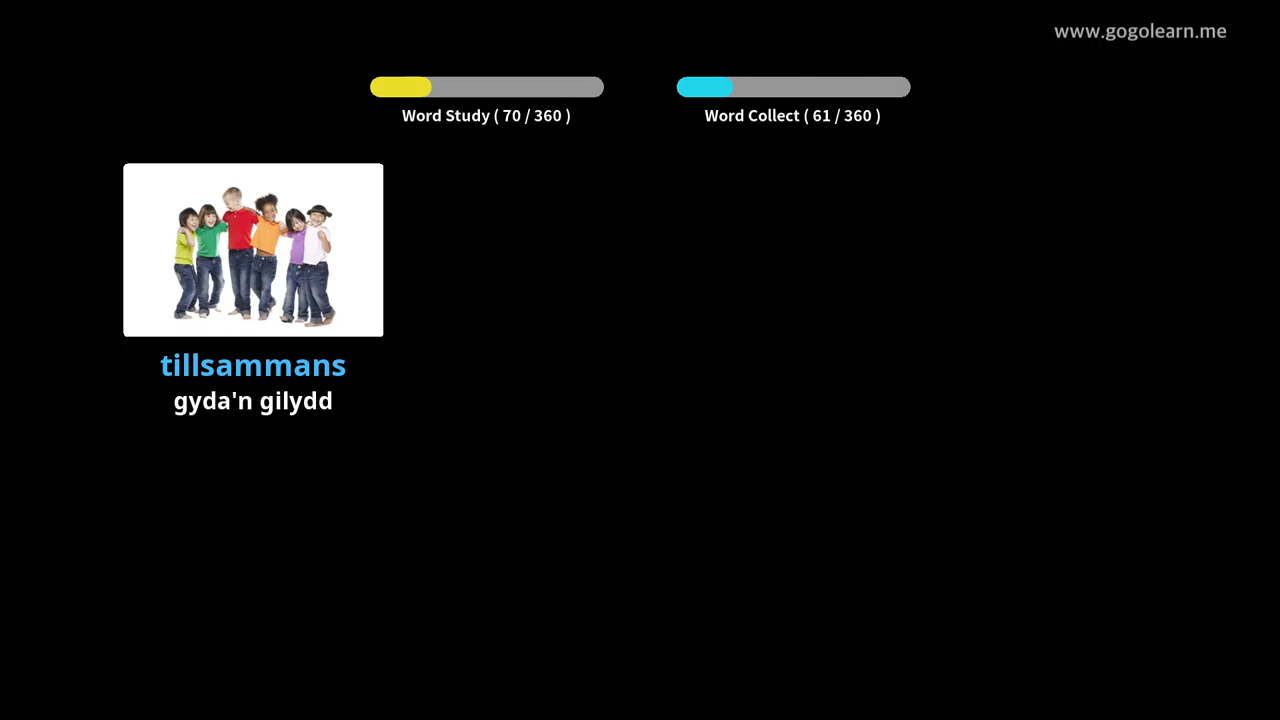 www.gogolearn.me
Word Study ( 70 / 360 )
Word Collect ( 61 / 360 )
tillsammans
gyda'n gilydd